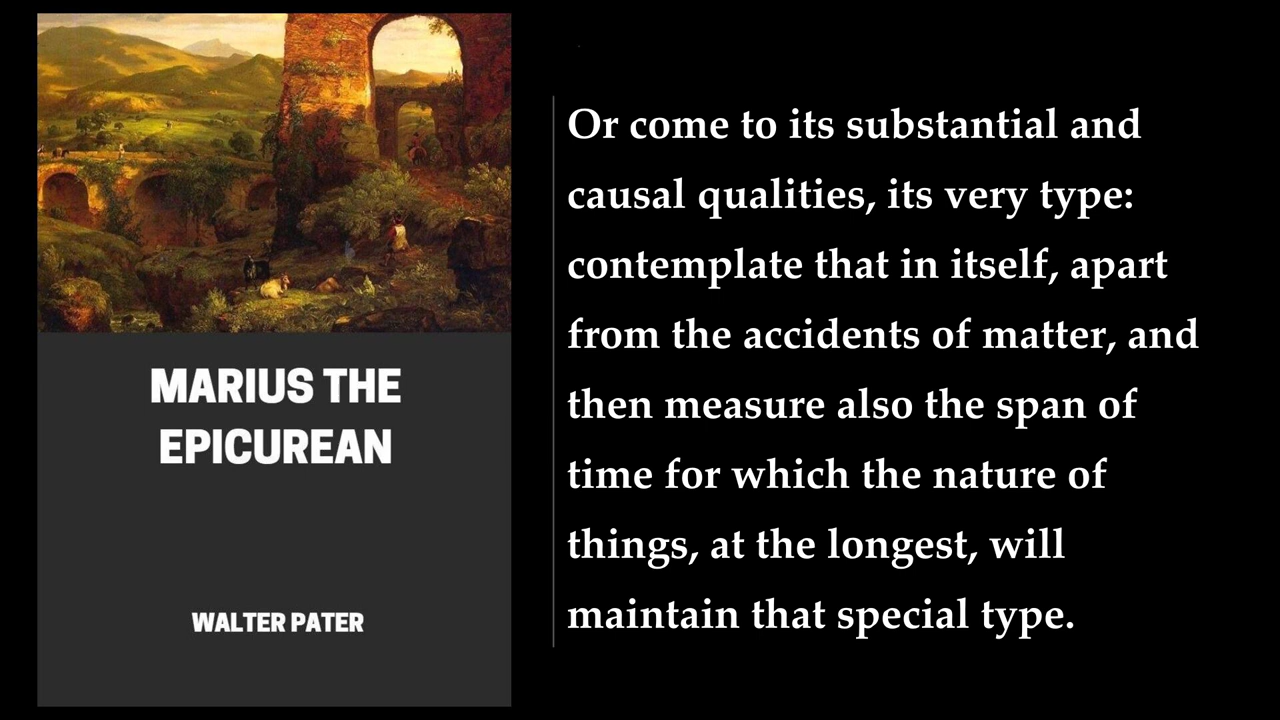 MARIUS THE
EPICUREAN
WALTER PATER
Or come to its substantial and
causal qualities, its very type:
contemplate that in itself, apart
from the accidents of matter, and
then measure also the span of
time for which the nature of
things, at the longest, will
maintain that special type.